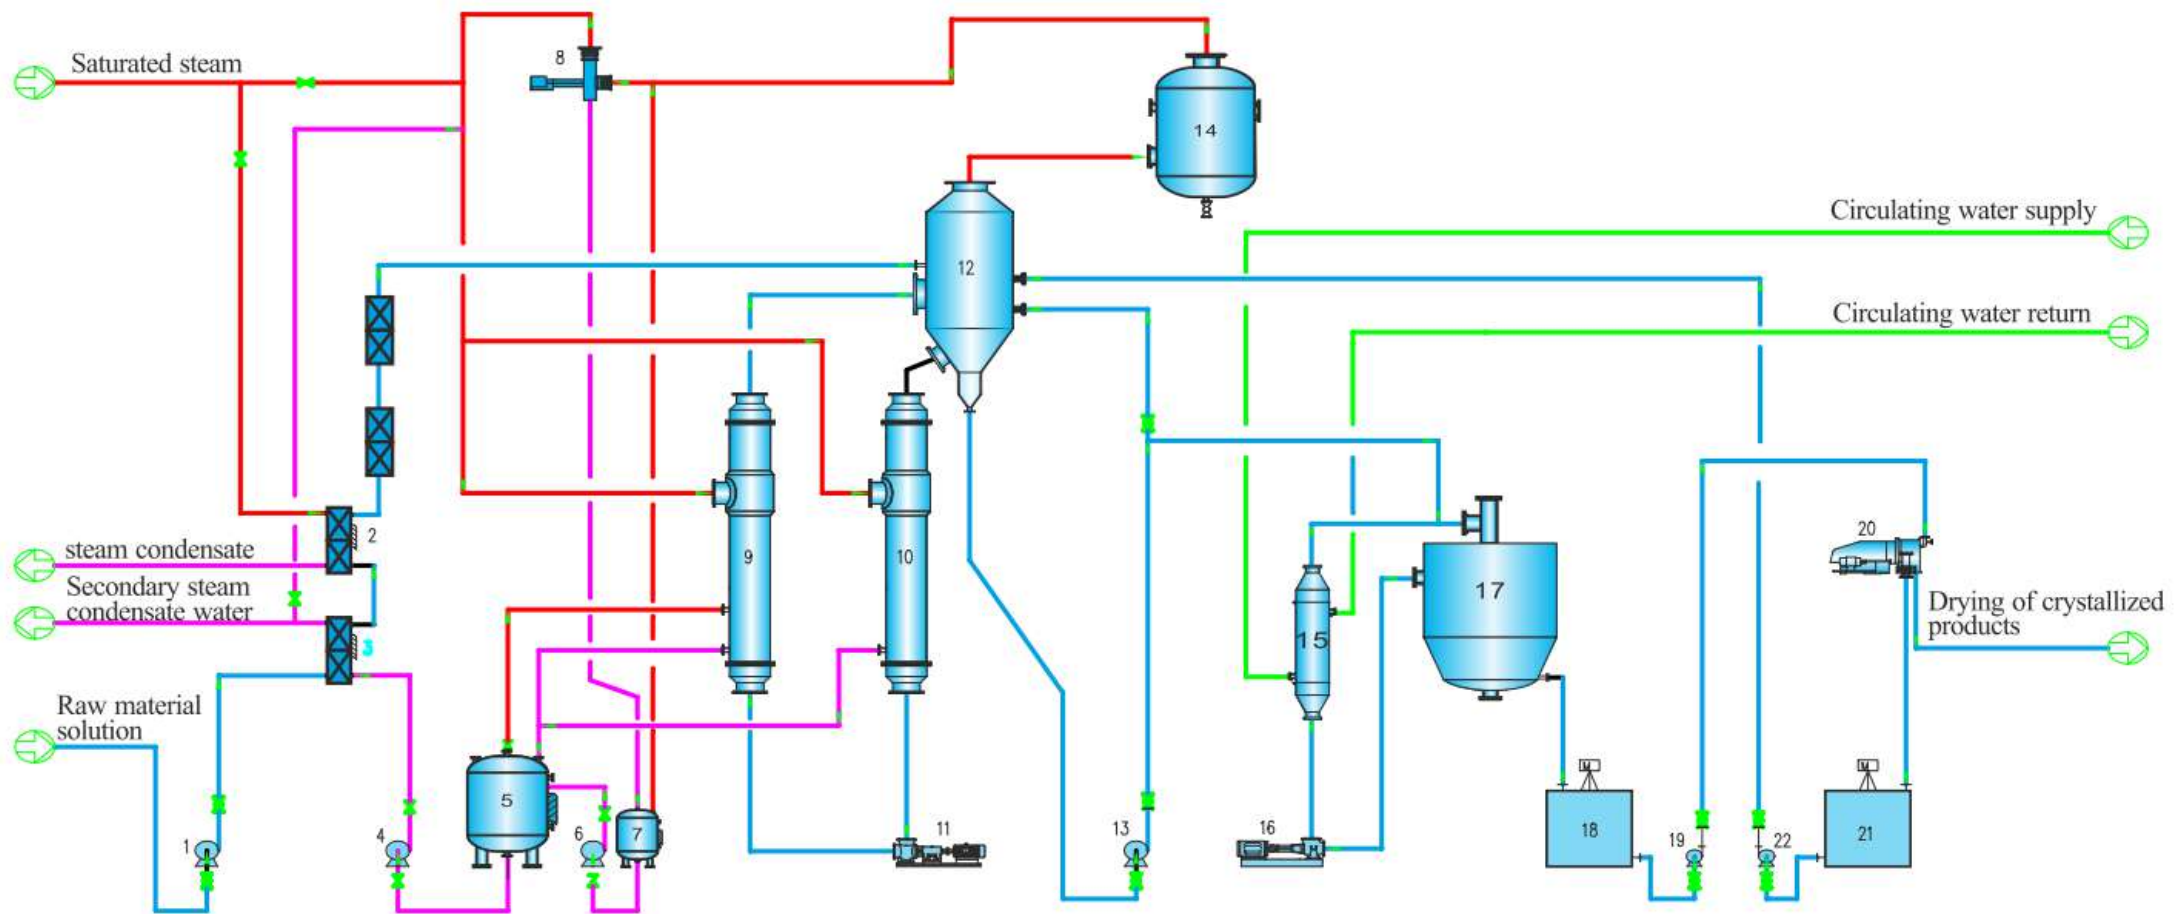 Saturated steam
8
14
Circulating water supply
12
Circulating water return
2
steam condensate
Secondary steam
condensate water
3
9
10
15
17
20
Drying of crystallized
products
Raw material
solution
1
4
5
6
7
11
13
16
18
19
22
21